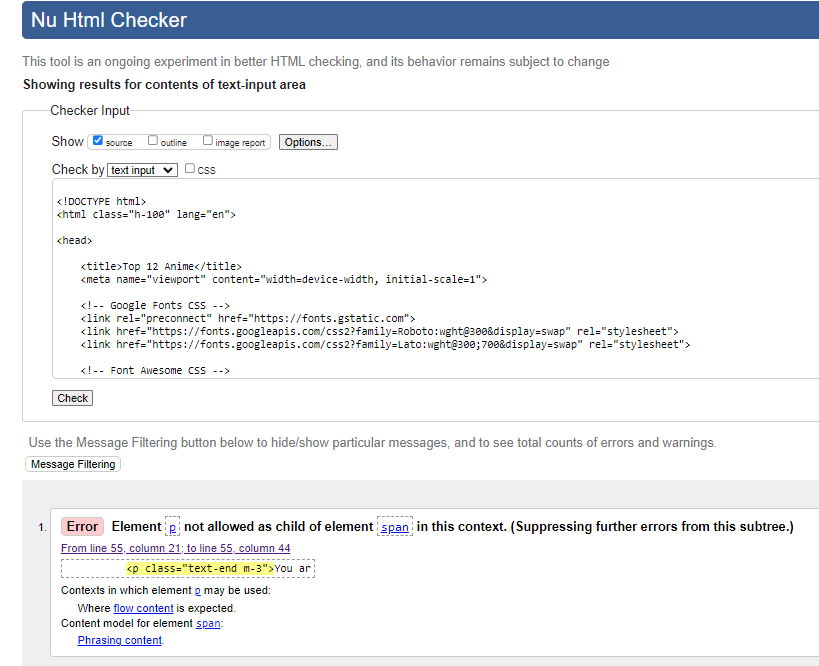 Nu Html Checker
This tool is an ongoing experiment in better HTML checking, and its behavior remains subject to change
Showing results for contents of text-input area
Checker Input
Show source outline image report Options...
Check by text input CSS
<!DOCTYPE html>
<html class="h-100" lang="en">
<head>
<title>Top 12 Anime</title>
<meta name="viewport" content="width=device-width, initial-scale=1">
<!-- Google Fonts CSS -->
<link rel="preconnect" href="https://fonts.gstatic.com">
<link href="https://fonts.googleapis.com/css2?family=Roboto:wght@300&display=swap" rel="stylesheet">
<link href="https://fonts.googleapis.com/css2?family=Lato:wght@300;700&display=swap" rel="stylesheet">
<!-- Font Awesome CSS -->
Check
Use the Message Filtering button below to hide/show particular messages, and to see total counts of errors and warnings.
Message Filtering
1. Error Element p not allowed as child of element span in this context. (Suppressing further errors from this subtree.)
From line 55, column 21; to line 55, column 44
<p class="text-end m-3">You ar
Contexts in which element p may be used:
Where flow content is expected.
Content model for element span:
Phrasing content.